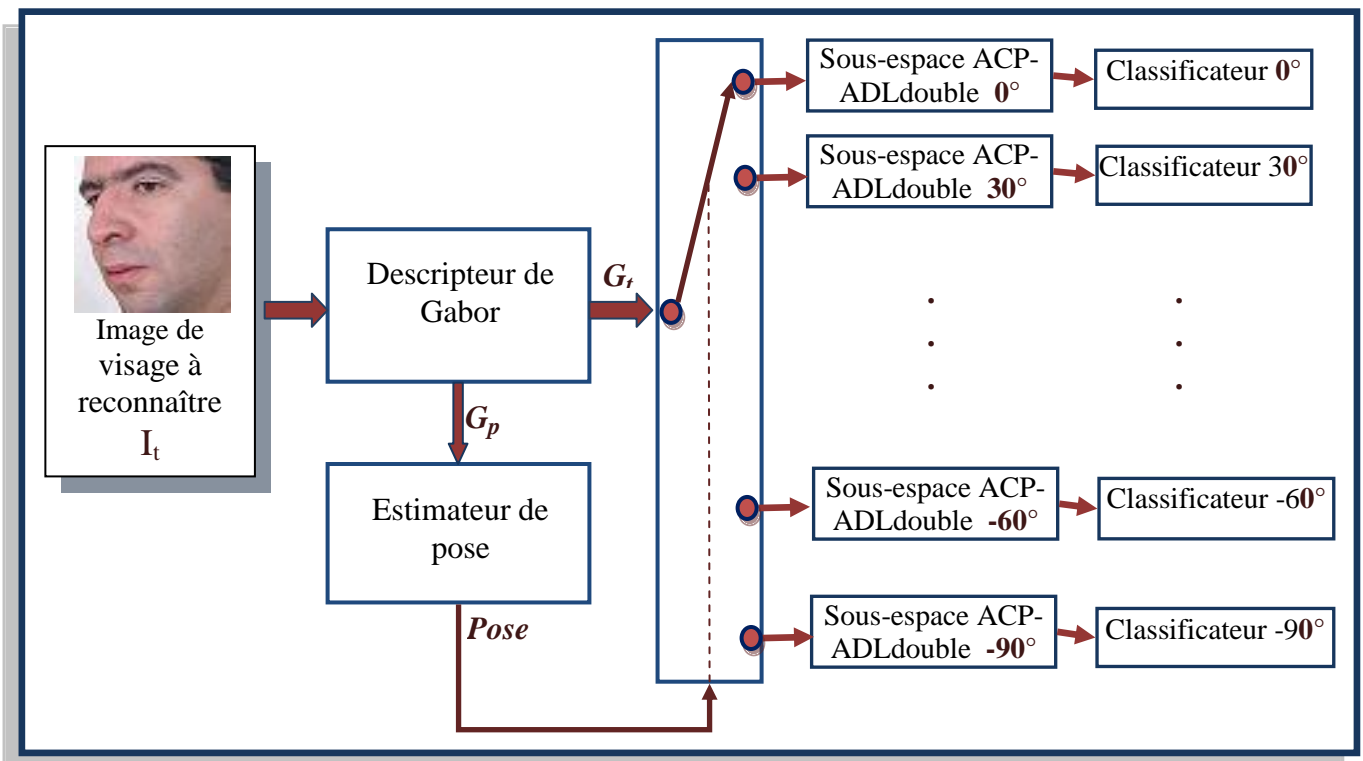 Image de
visage à
reconnaître
Iₜ
Descripteur de
Gabor
Gₜ
Gₚ
Estimateur de
pose
Pose
Sous-espace ACP-
ADLdouble 0°
Classificateur 0°
Sous-espace ACP-
ADLdouble 30°
Classificateur 30°
. .
. .
. .
Sous-espace ACP-
ADLdouble -60°
Classificateur -60°
Sous-espace ACP-
ADLdouble -90°
Classificateur -90°